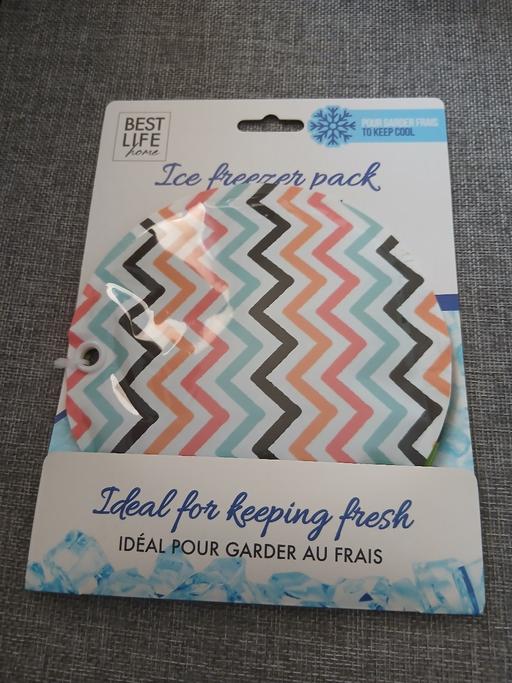 BEST
LIFE
home
POUR GARDER FRAIS
TO KEEP COOL
Ice freezer pack
Ideal for keeping fresh
IDÉAL POUR GARDER AU FRAIS